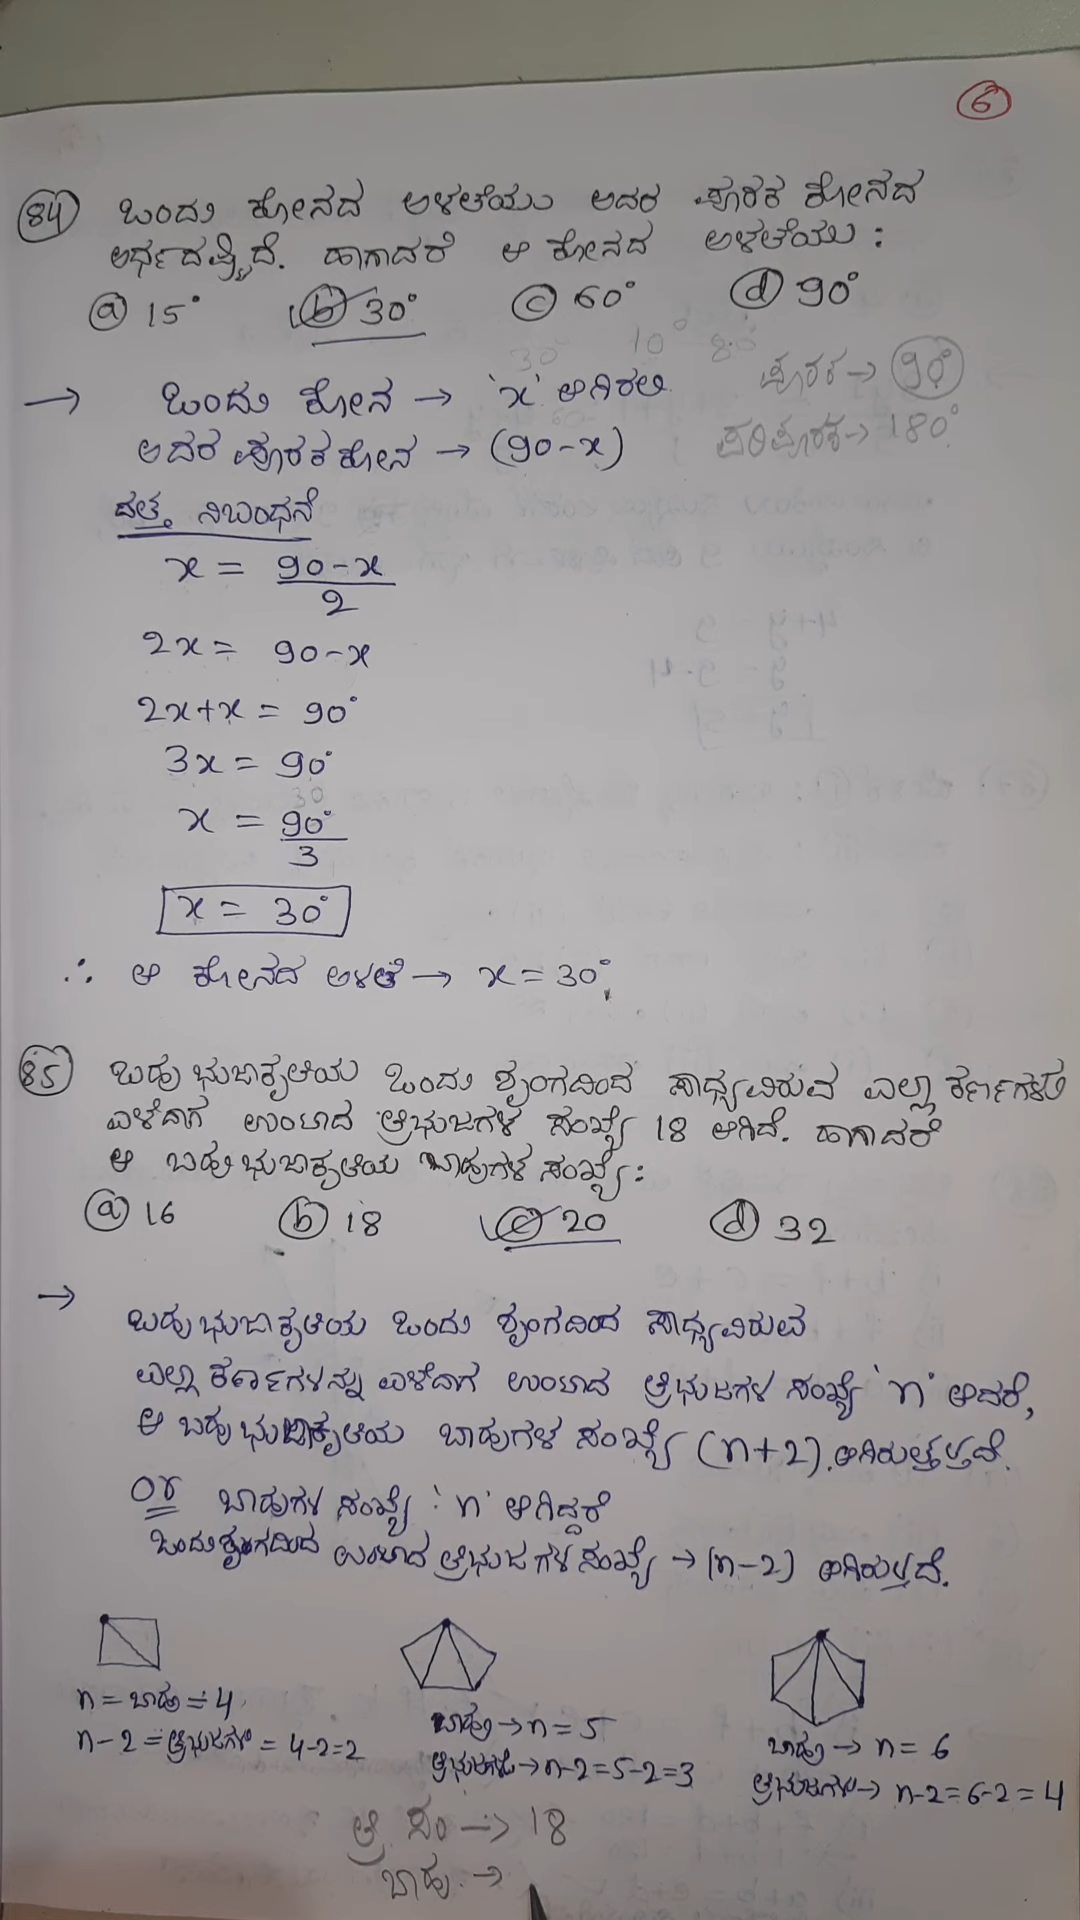 6
84 ಒಂದು ಕೋನದ ಅಳತೆಯು ಅದರ ಪೂರಕ ಕೋನದ
ಅರ್ಧದಷ್ಟಿದೆ. ಹಾಗಾದರೆ ಆ ಕೋನದ ಅಳತೆಯು :
a 15° b 30° c 60° d 90°
30° 10° 80°
→ ಒಂದು ಕೋನ → 'x' ಆಗಿರಲಿ ಪೂರಕ → 90°
ಅದರ ಪೂರಕ ಕೋನ → (90-x) ಪರಿಪೂರಕ → 180°
ದತ್ತ ನಿಬಂಧನೆ
x = 90-x
2
2x = 90-x
2x+x = 90°
3x = 90°
30
x = 90°
3
x = 30°
∴ ಆ ಕೋನದ ಅಳತೆ → x = 30°
85 ಬಹುಭುಜಾಕೃತಿಯ ಒಂದು ಶೃಂಗದಿಂದ ಸಾಧ್ಯವಿರುವ ಎಲ್ಲಾ ಕರ್ಣಗಳು
ಎಳೆದಾಗ ಉಂಟಾದ ತ್ರಿಭುಜಗಳ ಸಂಖ್ಯೆ 18 ಆಗಿದೆ. ಹಾಗಾದರೆ
ಆ ಬಹುಭುಜಾಕೃತಿಯ ಬಾಹುಗಳ ಸಂಖ್ಯೆ :
a 16 b 18 c 20 d 32
→ ಬಹುಭುಜಾಕೃತಿಯ ಒಂದು ಶೃಂಗದಿಂದ ಸಾಧ್ಯವಿರುವ
ಎಲ್ಲಾ ಕರ್ಣಗಳನ್ನು ಎಳೆದಾಗ ಉಂಟಾದ ತ್ರಿಭುಜಗಳ ಸಂಖ್ಯೆ 'n' ಆದರೆ,
ಆ ಬಹುಭುಜಾಕೃತಿಯ ಬಾಹುಗಳ ಸಂಖ್ಯೆ (n+2) ಆಗಿರುತ್ತದೆ.
or ಬಾಹುಗಳ ಸಂಖ್ಯೆ 'n' ಆಗಿದ್ದರೆ
ಒಂದು ಶೃಂಗದಿಂದ ಉಂಟಾದ ತ್ರಿಭುಜಗಳ ಸಂಖ್ಯೆ → (n-2) ಆಗಿರುತ್ತದೆ.
n = ಬಾಹು = 4
n-2 = ತ್ರಿಭುಜಗಳ = 4-2=2
ಬಾಹು → n = 5
ತ್ರಿಭುಜಗಳು → n-2 = 5-2 = 3
ಬಾಹು → n = 6
ತ್ರಿಭುಜಗಳು → n-2 = 6-2 = 4
ತ್ರಿ ಸಂ → 18
ಬಾಹು →